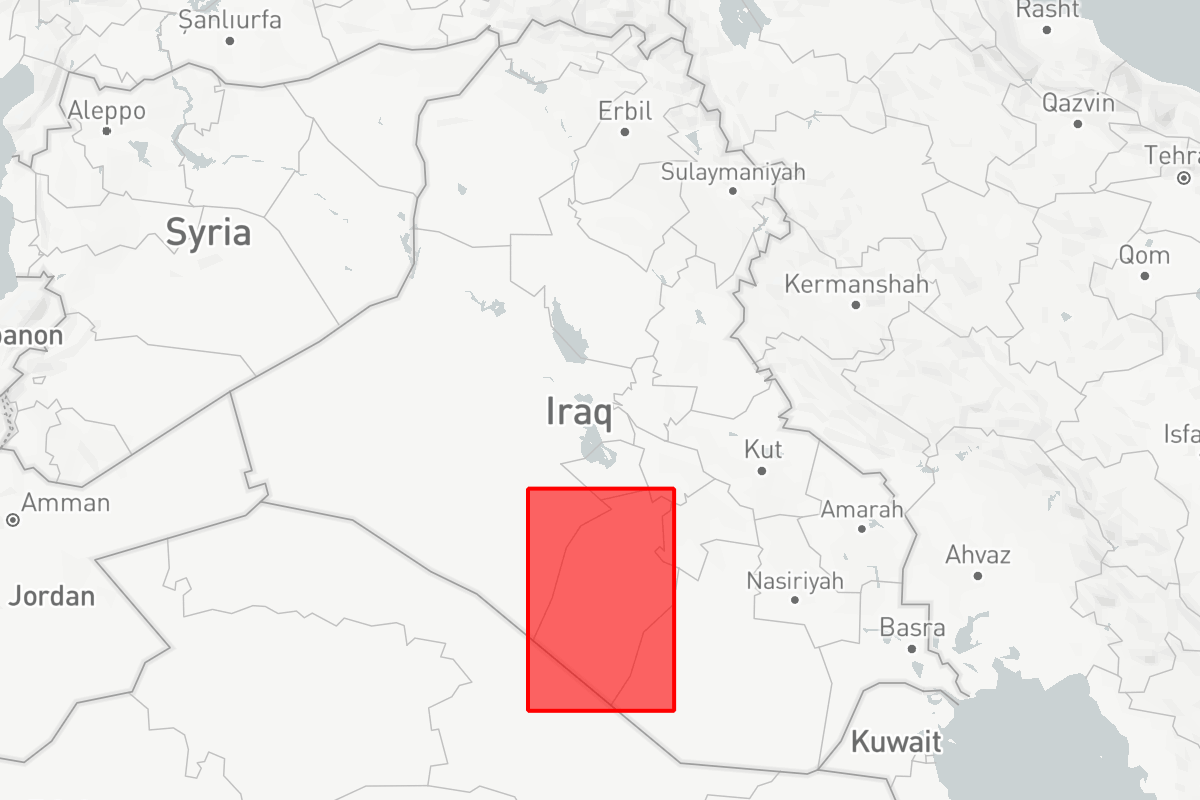 Şanlıurfa
Rasht
Aleppo
Erbil
Qazvin
Tehra
Sulaymaniyah
Syria
Qom
Kermanshah
banon
Iraq
Isfa
Kut
Amman
Amarah
Ahvaz
Nasiriyah
Jordan
Basra
Kuwait